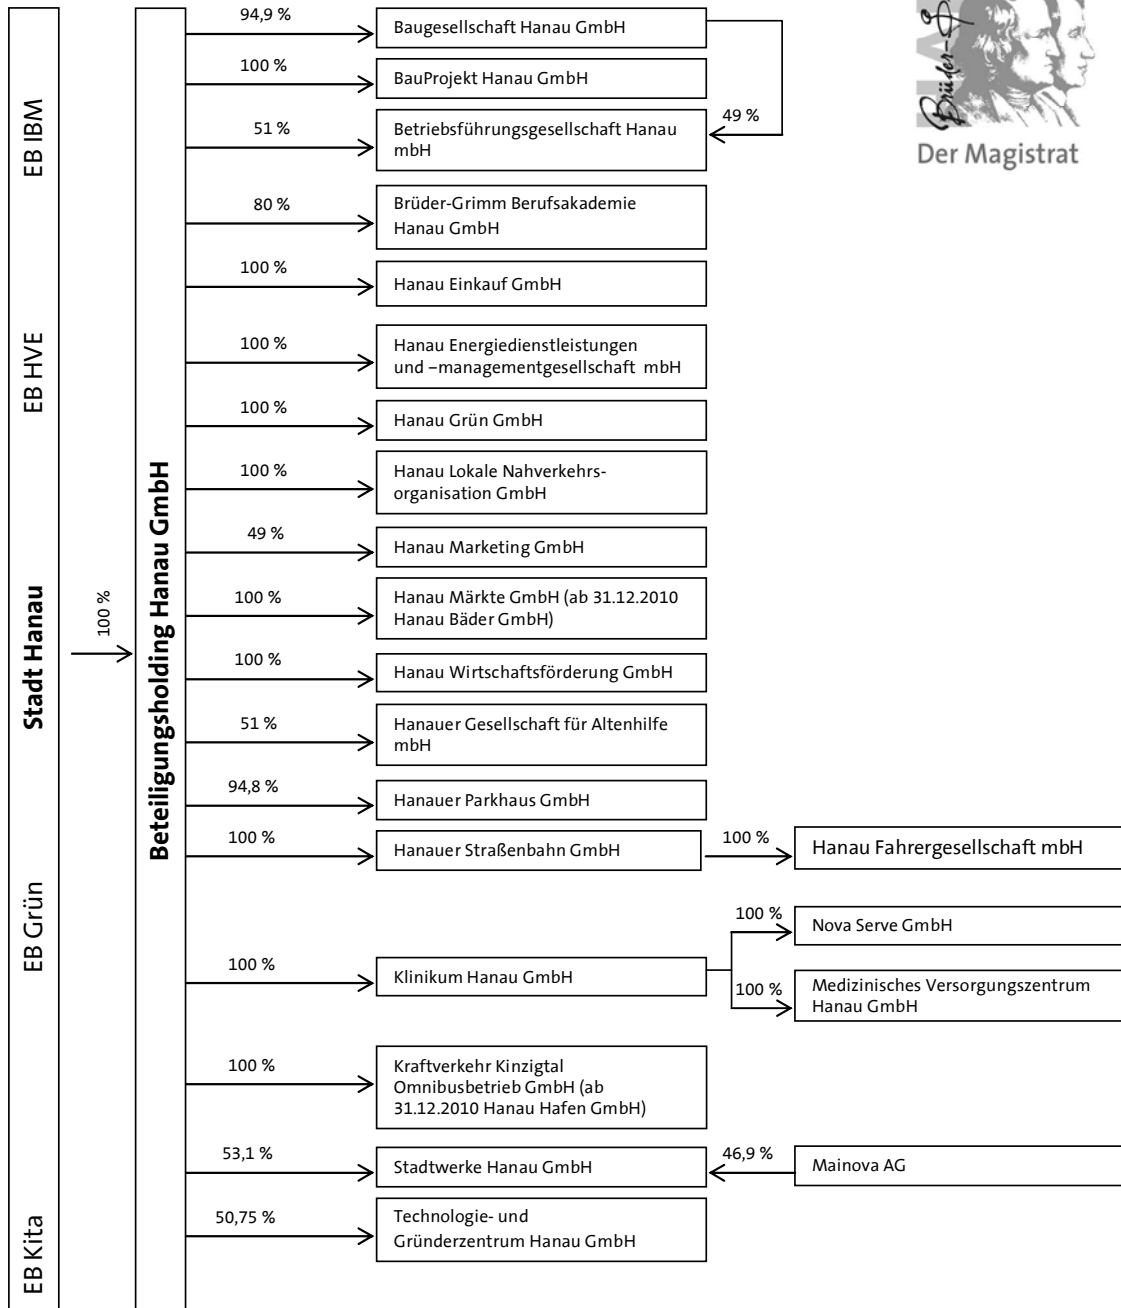 94,9 %
Baugesellschaft Hanau GmbH
100 %
BauProjekt Hanau GmbH
51 %
Betriebsführungsgesellschaft Hanau
mbH
49 %
80 %
Brüder-Grimm Berufsakademie
Hanau GmbH
100 %
Hanau Einkauf GmbH
100 %
Hanau Energiedienstleistungen
und –managementgesellschaft mbH
100 %
Hanau Grün GmbH
100 %
Hanau Lokale Nahverkehrs-
organisation GmbH
49 %
Hanau Marketing GmbH
100 %
Hanau Märkte GmbH (ab 31.12.2010
Hanau Bäder GmbH)
100 %
Hanau Wirtschaftsförderung GmbH
51 %
Hanauer Gesellschaft für Altenhilfe
mbH
94,8 %
Hanauer Parkhaus GmbH
100 %
Hanauer Straßenbahn GmbH
100 %
Hanau Fahrergesellschaft mbH
100 %
Klinikum Hanau GmbH
100 %
Nova Serve GmbH
100 %
Medizinisches Versorgungszentrum
Hanau GmbH
100 %
Kraftverkehr Kinzigtal
Omnibusbetrieb GmbH (ab
31.12.2010 Hanau Hafen GmbH)
53,1 %
Stadtwerke Hanau GmbH
46,9 %
Mainova AG
50,75 %
Technologie- und
Gründerzentrum Hanau GmbH
EB IBM
EB HVE
Stadt Hanau
EB Grün
EB Kita
100 %
Beteiligungsholding Hanau GmbH
Brüder-G
Der Magistrat